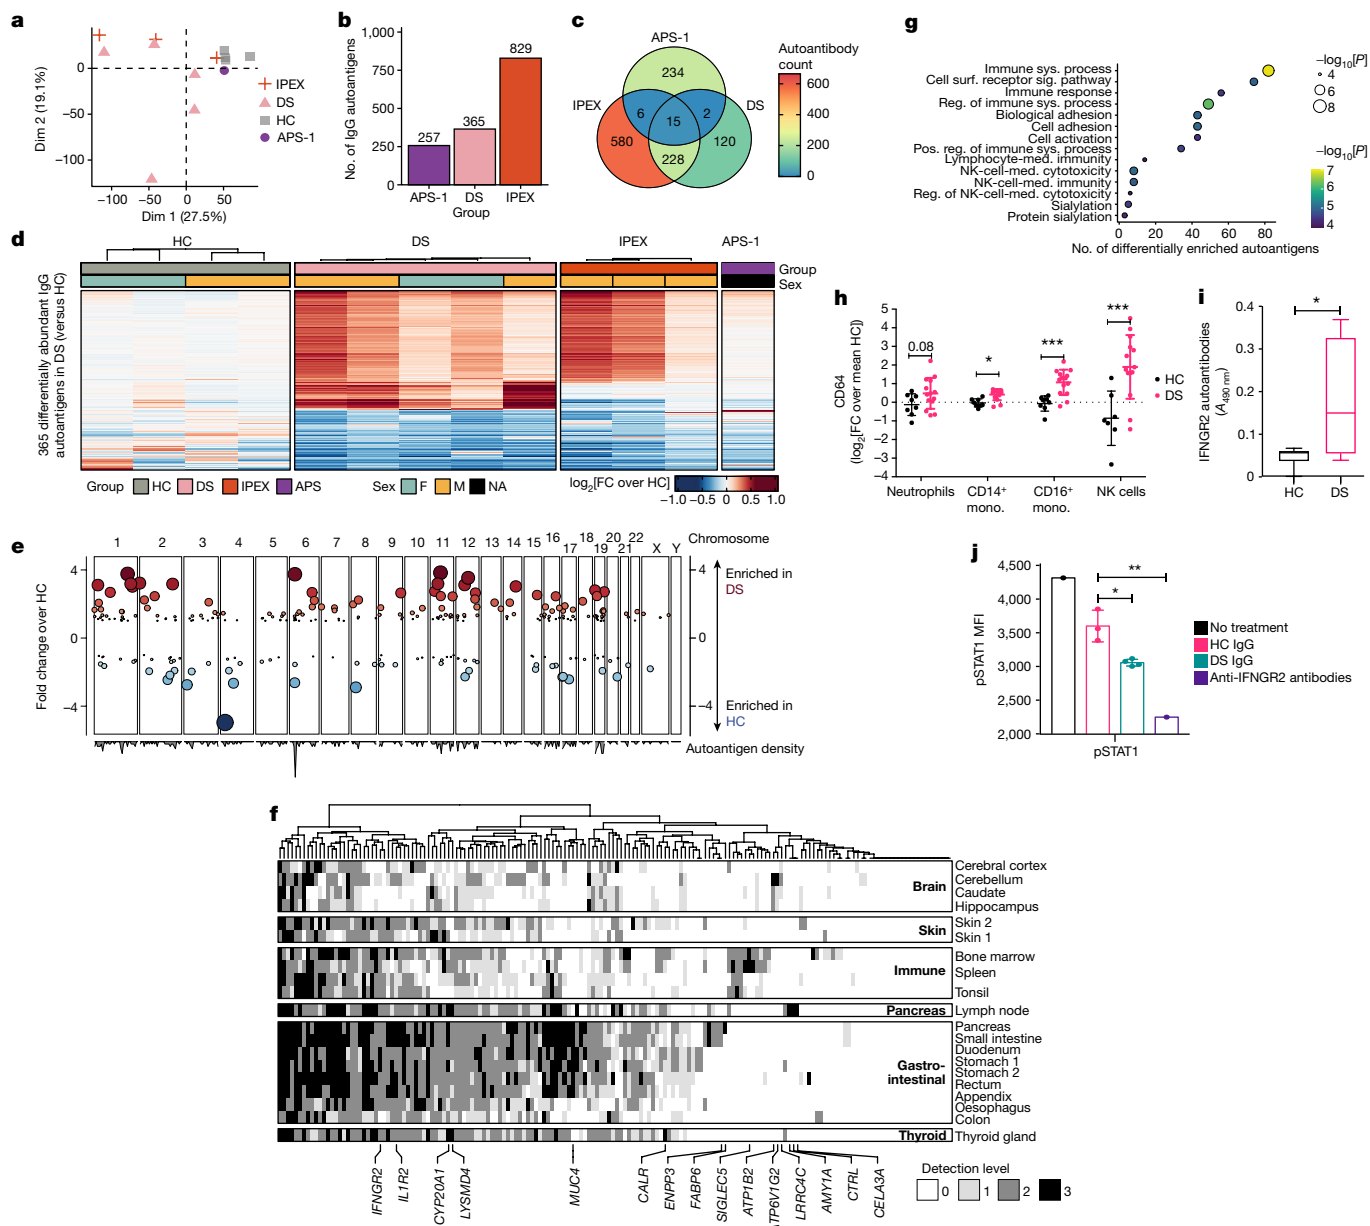 a
0
−50
−100
−100
−50
0
50
Dim 2 (19.1%)
Dim 1 (27.5%)
IPEX
DS
HC
APS-1
b
1,000
800
600
400
200
0
No. of IgG autoantigens
257
365
829
APS-1
DS
IPEX
Group
c
APS-1
IPEX
DS
234
6
2
15
580
120
228
Autoantibody
count
600
400
200
0
g
Immune sys. process
Cell surf. receptor sig. pathway
Immune response
Reg. of immune sys. process
Biological adhesion
Cell adhesion
Cell activation
Pos. reg. of immune sys. process
Lymphocyte-med. immunity
NK-cell-med. cytotoxicity
NK-cell-med. immunity
Reg. of NK-cell-med. cytotoxicity
Sialylation
Protein sialylation
0
20
40
60
80
No. of differentially enriched autoantigens
−log10[P]
4
6
8
−log10[P]
7
6
5
4
d
HC
DS
IPEX
APS-1
Group
Sex
365 differentially abundant IgG
autoantigens in DS (versus HC)
Group
HC
DS
IPEX
APS
Sex
F
M
NA
log2[FC over HC]
−1.0
−0.5
0
0.5
1.0
h
5
4
3
2
1
0
−1
−2
−3
−4
CD64
(log2[FC over mean HC])
0.08
*
***
***
HC
DS
Neutrophils
CD14+
mono.
CD16+
mono.
NK cells
i
0.4
0.3
0.2
0.1
0
IFNGR2 autoantibodies
(A490 nm)
*
HC
DS
e
1
2
3
4
5
6
7
8
9
10
11
12
13
14
15
16
17
18
19
20
21
22
X
Y
Chromosome
4
0
−4
Fold change over HC
4
0
−4
Enriched in
DS
Enriched in
HC
Autoantigen density
j
4,500
4,000
3,500
3,000
2,500
2,000
pSTAT1 MFI
**
*
pSTAT1
No treatment
HC IgG
DS IgG
Anti-IFNGR2 antibodies
f
Brain
Cerebral cortex
Cerebellum
Caudate
Hippocampus
Skin
Skin 2
Skin 1
Immune
Bone marrow
Spleen
Tonsil
Pancreas
Lymph node
Gastro-
intestinal
Pancreas
Small intestine
Duodenum
Stomach 1
Stomach 2
Rectum
Appendix
Oesophagus
Colon
Thyroid
Thyroid gland
IFNGR2
IL1R2
CYP20A1
LYSMD4
MUC4
CALR
ENPP3
FABP6
SIGLEC5
ATP1B2
ATP6V1G2
LRRC4C
AMY1A
CTRL
CELA3A
Detection level
0
1
2
3